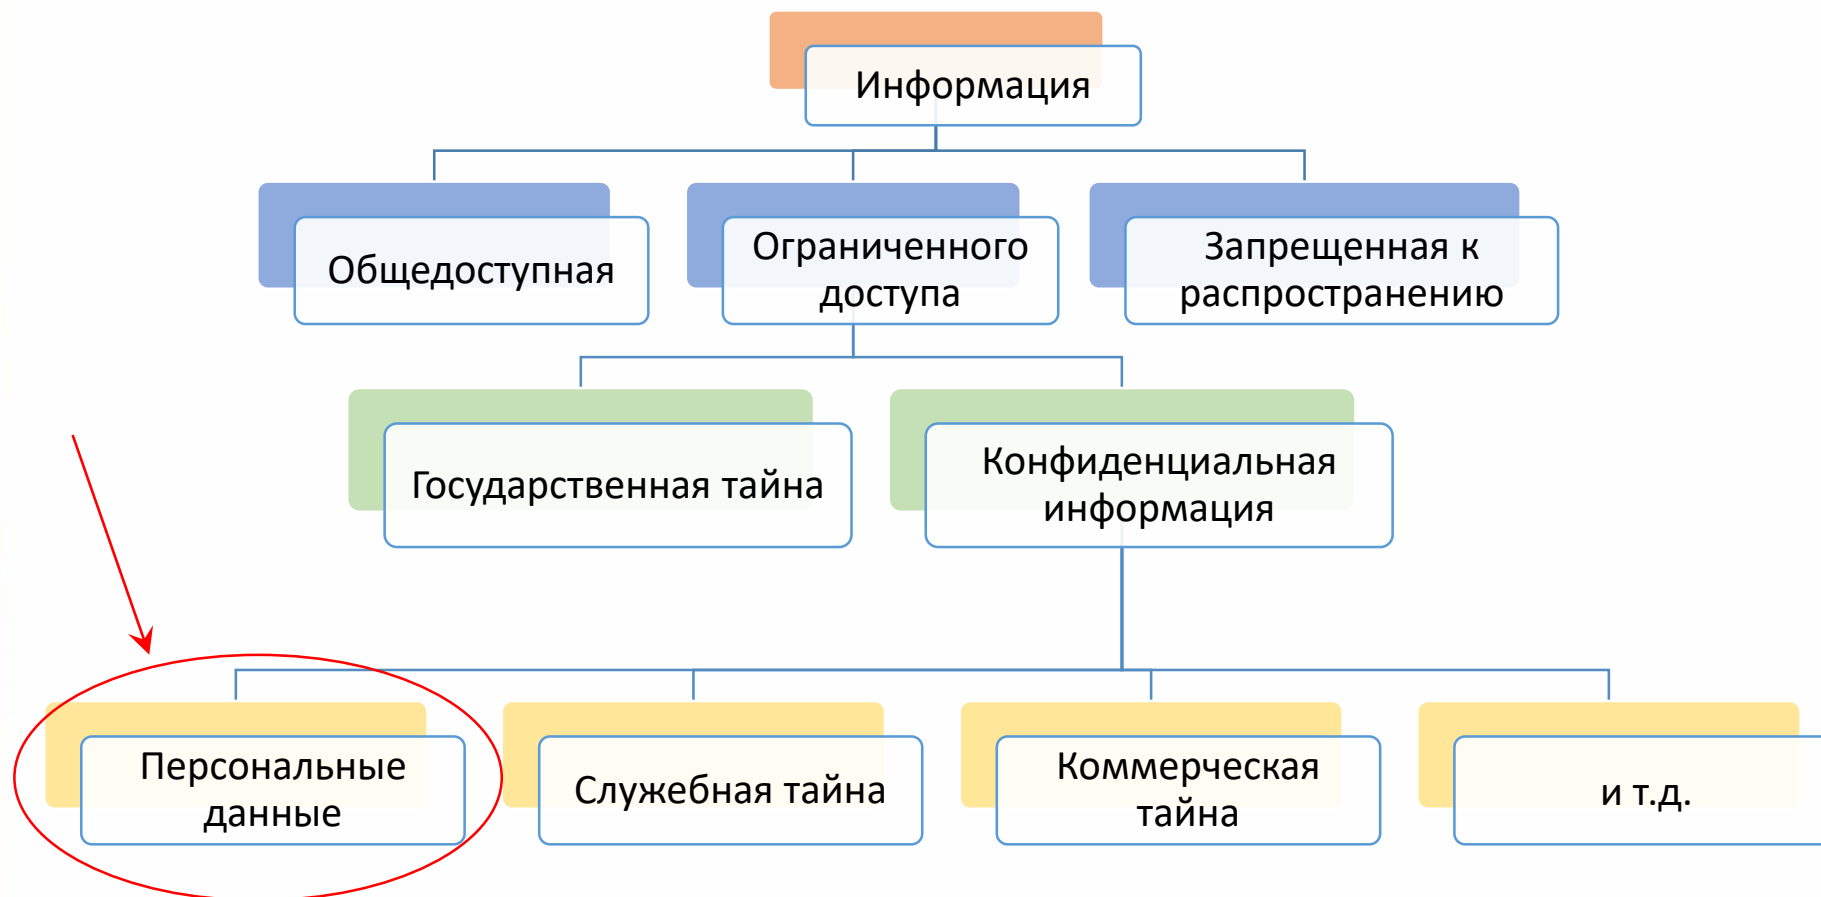 Информация
Общедоступная
Ограниченного
доступа
Запрещенная к
распространению
Государственная тайна
Конфиденциальная
информация
Персональные
данные
Служебная тайна
Коммерческая
тайна
и т.д.